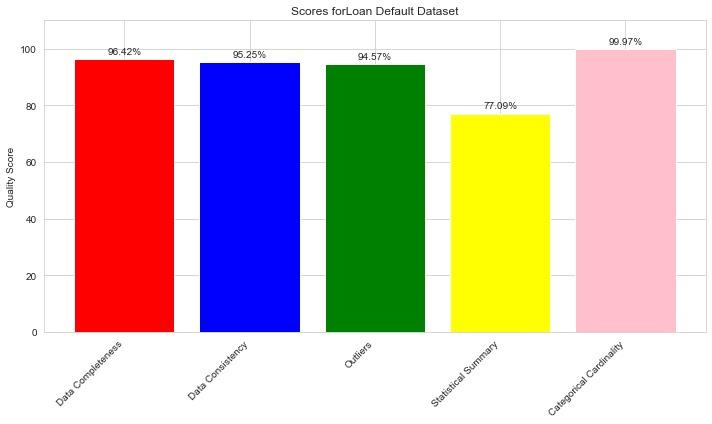 Scores forLoan Default Dataset
Quality Score
100
80
60
40
20
0
96.42%
95.25%
94.57%
77.09%
99.97%
Data Completeness
Data Consistency
Outliers
Statistical Summary
Categorical Cardinality